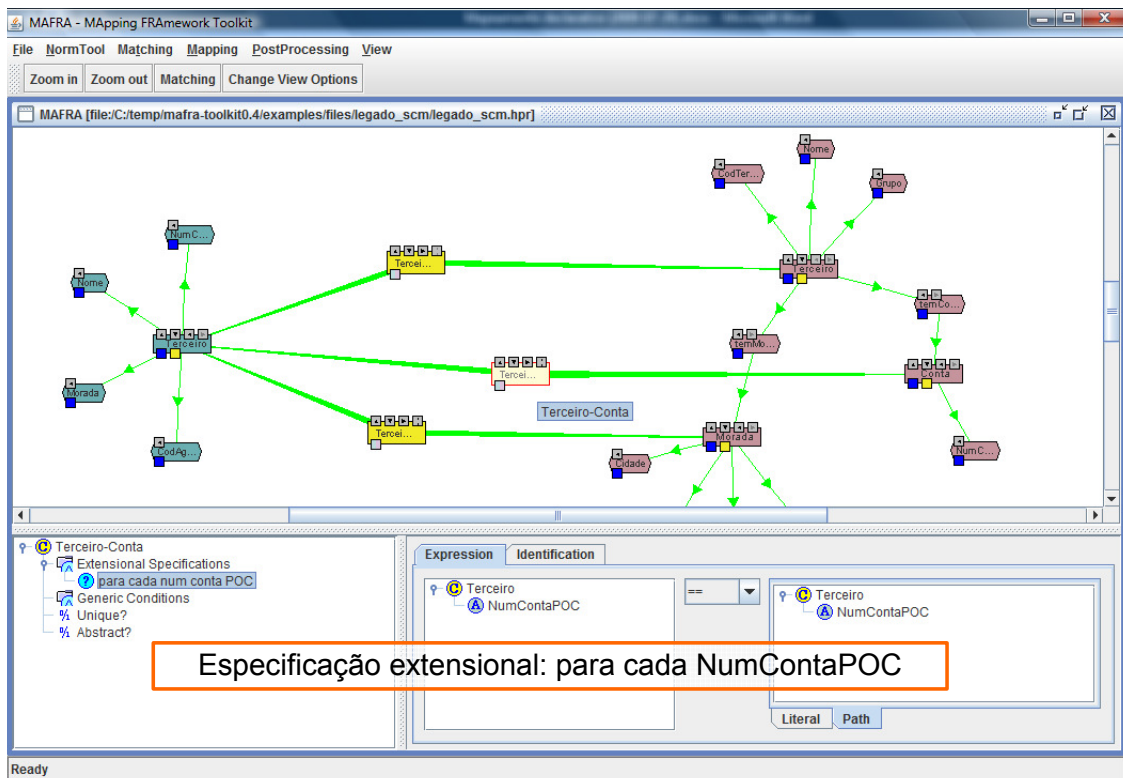 MAFRA - MApping FRAmework Toolkit
File NormTool Matching Mapping PostProcessing View
Zoom in Zoom out Matching Change View Options
MAFRA [file:/C:/temp/mafra-toolkit0.4/examples/files/legado_scm/legado_scm.hpr]
Nome
CodTer...
Grupo
NumC...
Tercei...
Terceiro
Nome
temCo...
Terceiro
temMo...
Tercei...
Conta
Morada
Terceiro-Conta
Tercei...
Morada
CodAg...
Cidade
NumC...
Terceiro-Conta
Extensional Specifications
para cada num conta POC
Generic Conditions
Unique?
Abstract?
Expression Identification
Terceiro
NumContaPOC
==
Terceiro
NumContaPOC
Especificação extensional: para cada NumContaPOC
Literal Path
Ready